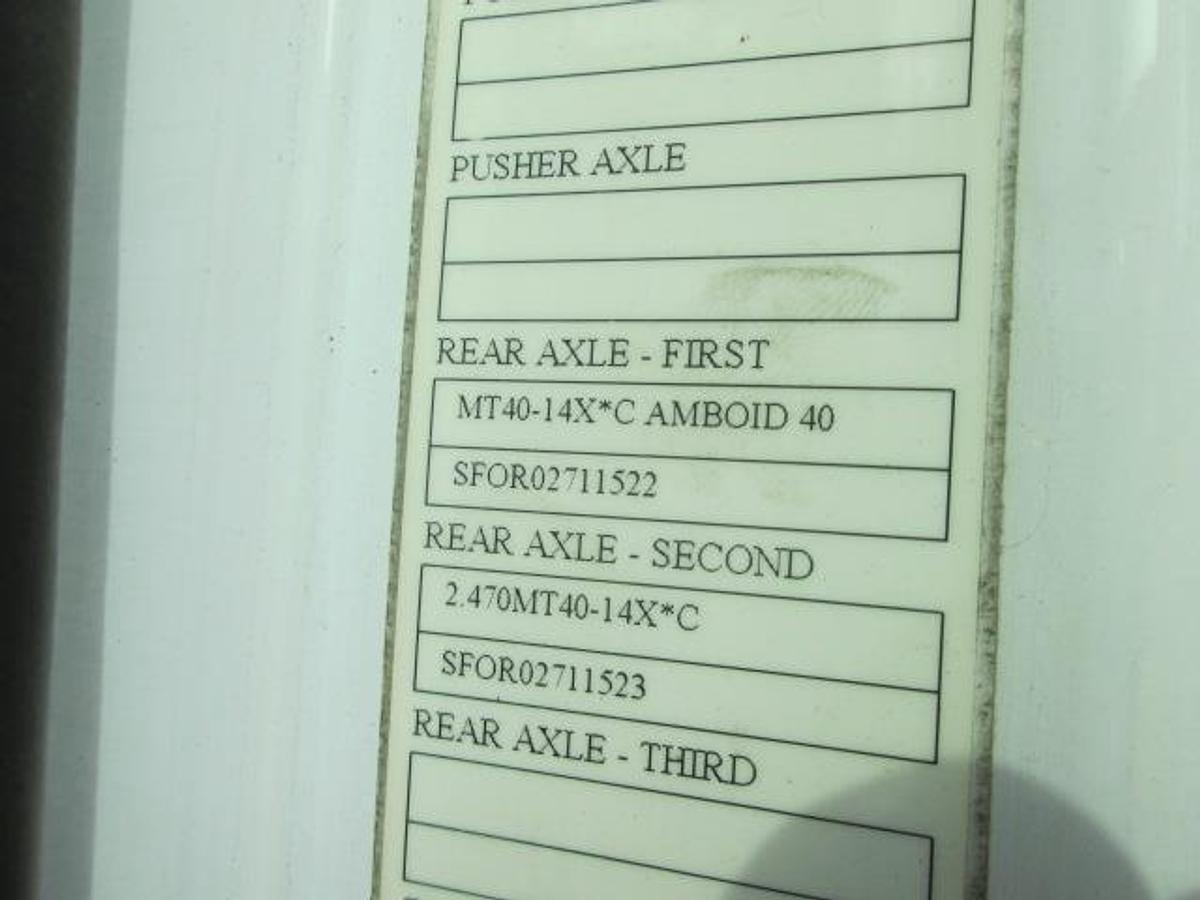 PUSHER AXLE
REAR AXLE - FIRST
MT40-14X*C AMBOID 40
SFOR02711522
REAR AXLE - SECOND
2.470MT40-14X*C
SFOR02711523
REAR AXLE - THIRD